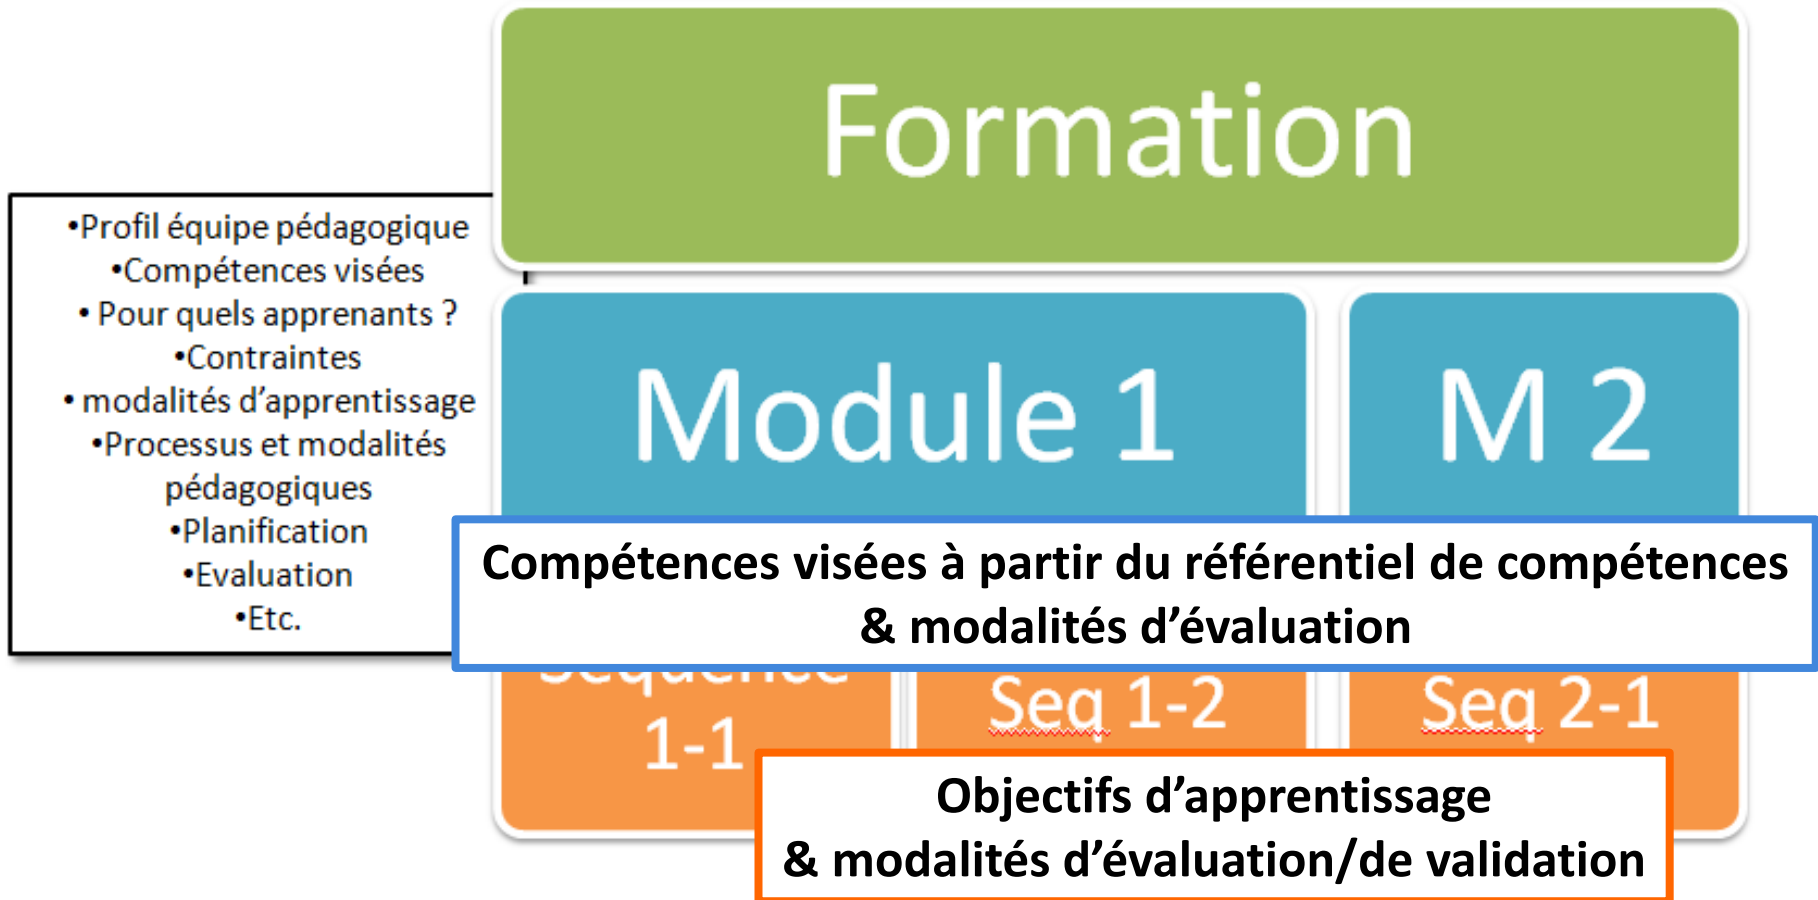 Formation
•Profil équipe pédagogique
•Compétences visées
• Pour quels apprenants ?
•Contraintes
• modalités d’apprentissage
•Processus et modalités
pédagogiques
•Planification
•Evaluation
•Etc.
Module 1
M 2
Compétences visées à partir du référentiel de compétences
& modalités d’évaluation
Séquence
1-1
Seq 1-2
Seq 2-1
Objectifs d’apprentissage
& modalités d’évaluation/de validation